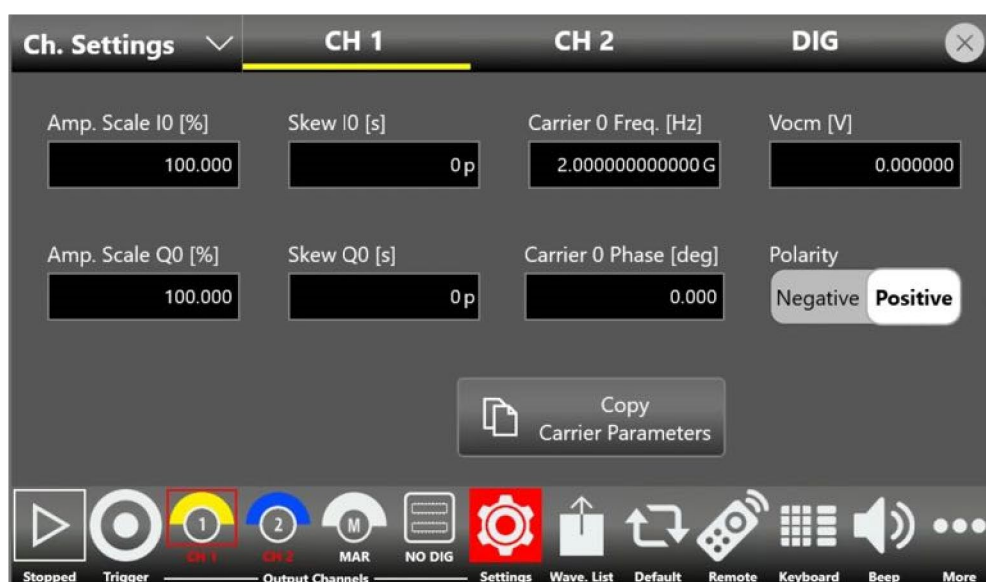 Ch. Settings CH 1 CH 2 DIG
Amp. Scale I0 [%] Skew I0 [s] Carrier 0 Freq. [Hz] Vocm [V]
100.000 0 p 2.000000000000 G 0.000000
Amp. Scale Q0 [%] Skew Q0 [s] Carrier 0 Phase [deg] Polarity
100.000 0 p 0.000 Negative Positive
Copy
Carrier Parameters
1 2 M
CH 1 CH 2 MAR NO DIG
Stopped Trigger Output Channels Settings Wave. List Default Remote Keyboard Beep More